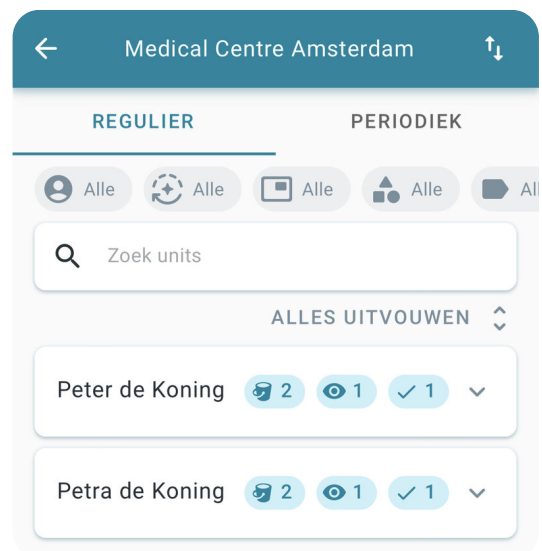 Medical Centre Amsterdam
REGULIER PERIODIEK
Alle Alle Alle Alle All
Zoek units
ALLES UITVOUWEN
Peter de Koning 2 1 1
Petra de Koning 2 1 1